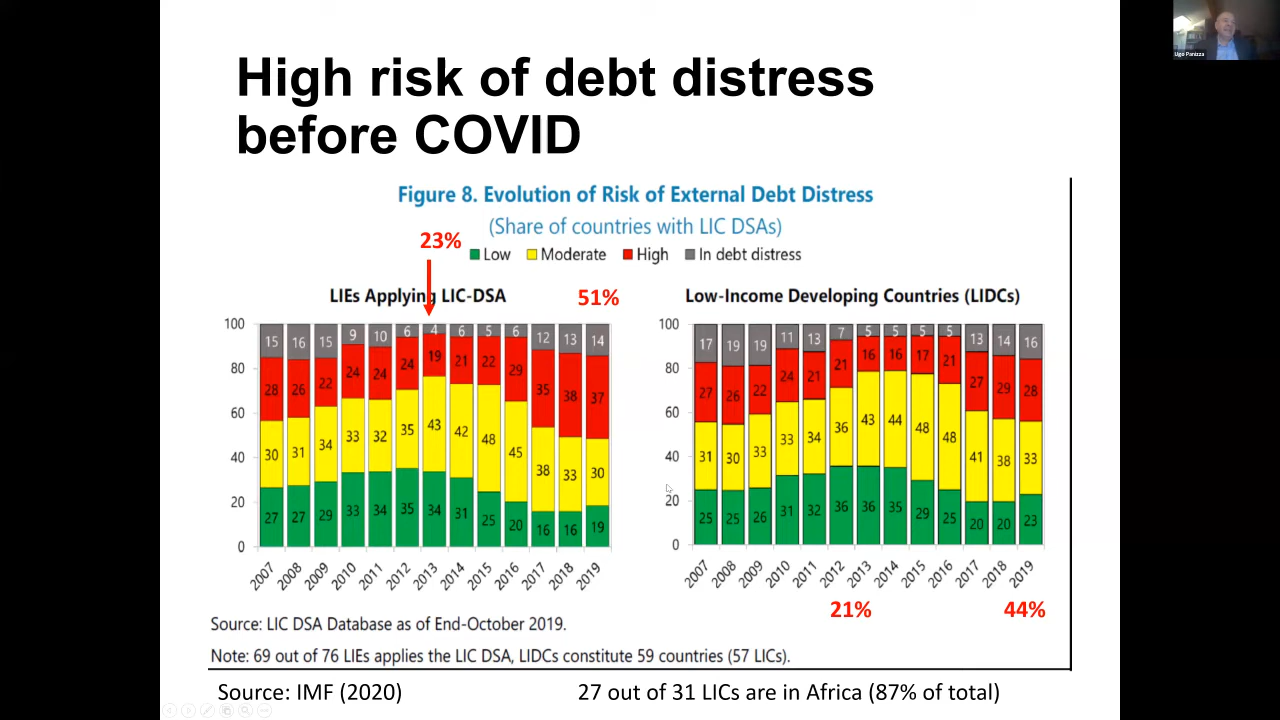 High risk of debt distress
before COVID
Ugo Panizza
Figure 8. Evolution of Risk of External Debt Distress
(Share of countries with LIC DSAs)
23%
Low Moderate High In debt distress
LIEs Applying LIC-DSA
51%
100
80
60
40
20
0
15 16 15 9 10 6 4 6 5 6 12 13 14
28 26 22 24 24 24 19 21 22 29 35 38 37
30 31 34 33 32 35 43 42 48 45 38 33 30
27 27 29 33 34 35 34 31 25 20 16 16 19
2007 2008 2009 2010 2011 2012 2013 2014 2015 2016 2017 2018 2019
Low-Income Developing Countries (LIDCs)
100
80
60
40
20
0
17 19 19 11 13 7 5 5 5 5 13 14 16
27 26 22 24 21 21 16 16 17 21 27 29 28
31 30 33 33 34 36 43 44 48 48 41 38 33
25 25 26 31 32 36 36 35 29 25 20 20 23
2007 2008 2009 2010 2011 2012 2013 2014 2015 2016 2017 2018 2019
21% 44%
Source: LIC DSA Database as of End-October 2019.
Note: 69 out of 76 LIEs applies the LIC DSA, LIDCs constitute 59 countries (57 LICs).
Source: IMF (2020) 27 out of 31 LICs are in Africa (87% of total)